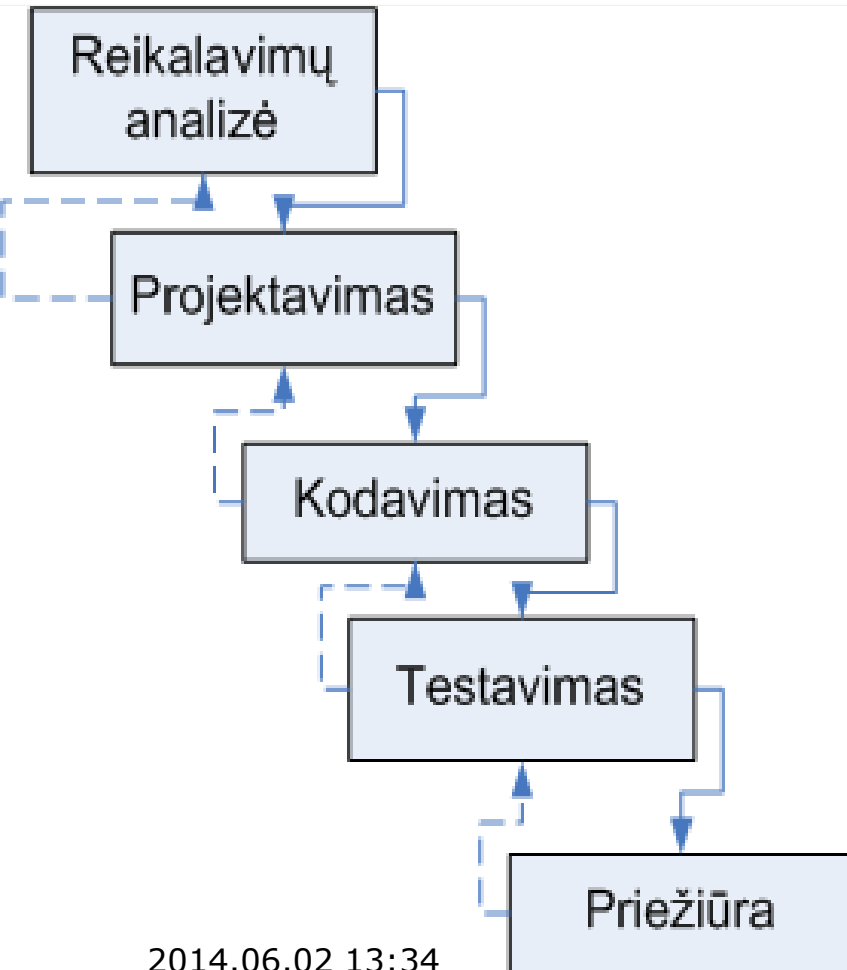 Reikalavimų
analizė
Projektavimas
Kodavimas
Testavimas
Priežiūra
2014.06.02 13:34